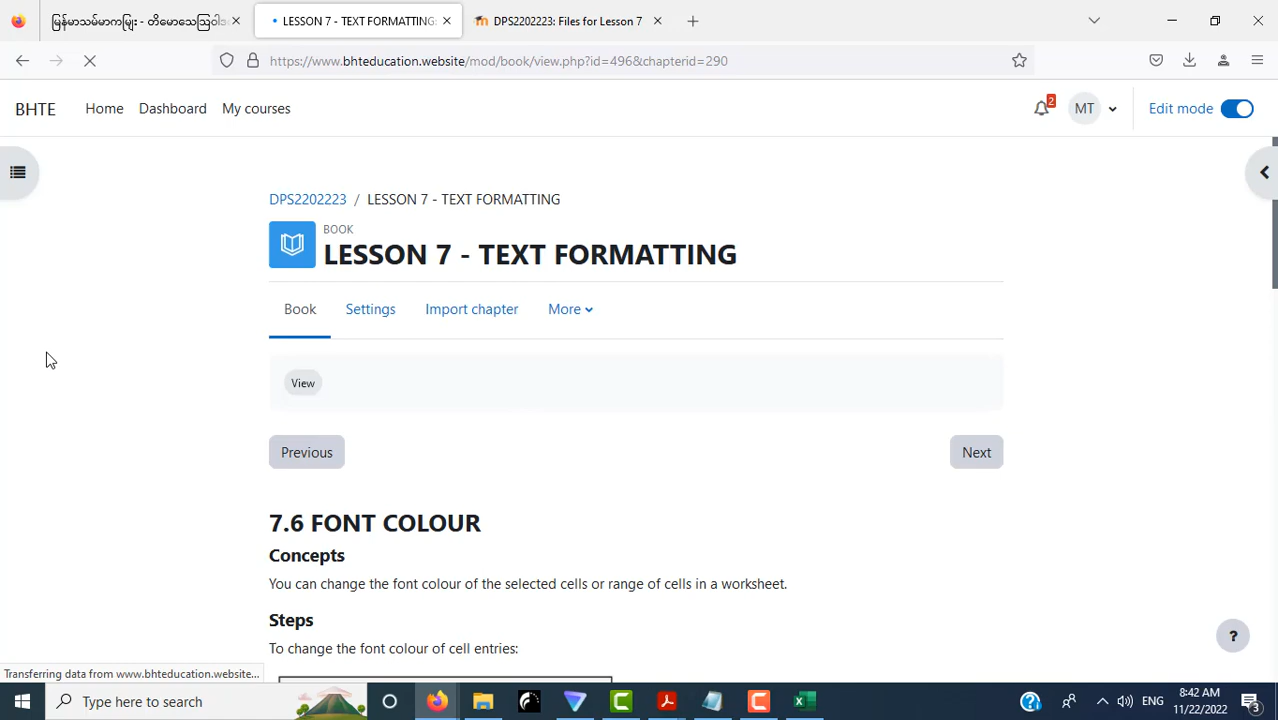 မြန်မာသမ်မာကျမ်း - တိမောသေဩဝါဒ
LESSON 7 - TEXT FORMATTING:
DPS2202223: Files for Lesson 7
https://www.bhteducation.website/mod/book/view.php?id=496&chapterid=290
BHTE Home Dashboard My courses
2
MT
Edit mode
DPS2202223 / LESSON 7 - TEXT FORMATTING
BOOK
LESSON 7 - TEXT FORMATTING
Book Settings Import chapter More
View
Previous Next
7.6 FONT COLOUR
Concepts
You can change the font colour of the selected cells or range of cells in a worksheet.
Steps
To change the font colour of cell entries:
?
Transferring data from www.bhteducation.website...
Type here to search
ENG
8:42 AM
11/22/2022
3